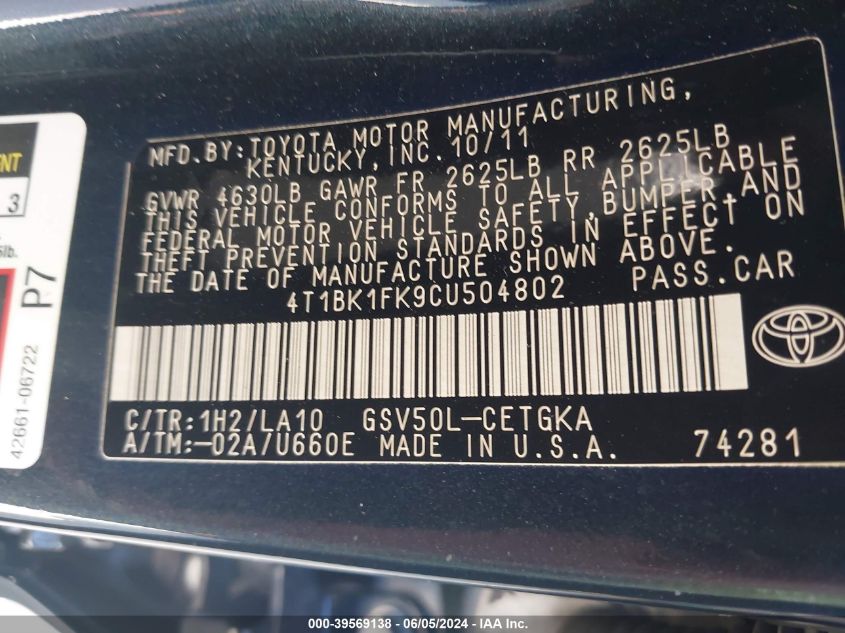 MFD.BY:TOYOTA MOTOR MANUFACTURING,
KENTUCKY, INC. 10/11
GVWR 4630LB GAWR FR 2625LB RR 2625LB
THIS VEHICLE CONFORMS TO ALL APPLICABLE
FEDERAL MOTOR VEHICLE SAFETY,BUMPER,AND
THEFT PREVENTION STANDARDS IN EFFECT ON
THE DATE OF MANUFACTURE SHOWN ABOVE.
4T1BK1FK9CU504802 PASS.CAR
C/TR:1H2/LA10 GSV50L-CETGKA
A/TM:-02A/U660E MADE IN U.S.A. 74281
3
P7
42661-06722
000-39569138 - 06/05/2024 - IAA, Inc.